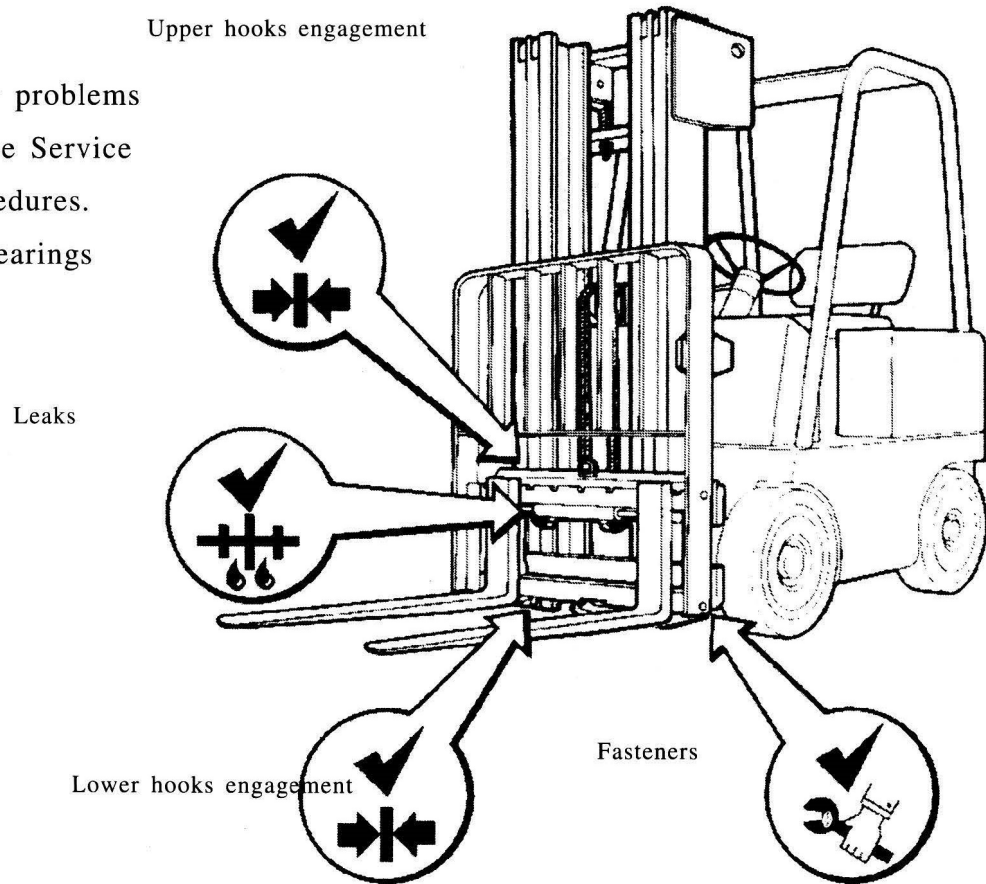 Upper hooks engagement
problems
e Service
edures.
earings
Leaks
Fasteners
Lower hooks engagement